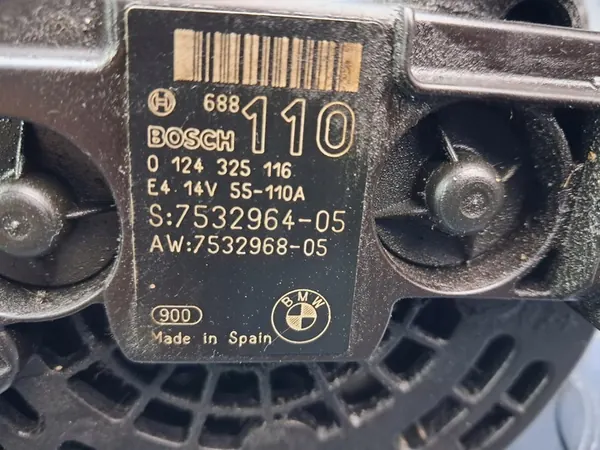 688 110
BOSCH
0 124 325 116
E4 14V 55-110A
S:7532964-05
AW:7532968-05
900
BMW
Made in Spain